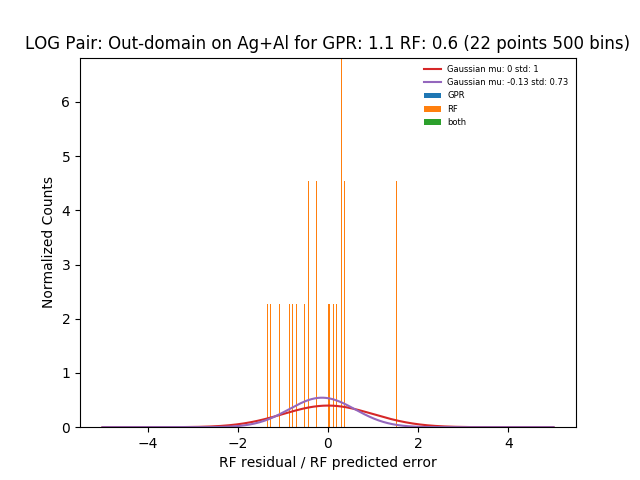 LOG Pair: Out-domain on Ag+Al for GPR: 1.1 RF: 0.6 (22 points 500 bins)
Gaussian mu: 0 std: 1
Gaussian mu: -0.13 std: 0.73
GPR
RF
both
Normalized Counts
6
5
4
3
2
1
0
−4
−2
0
2
4
RF residual / RF predicted error